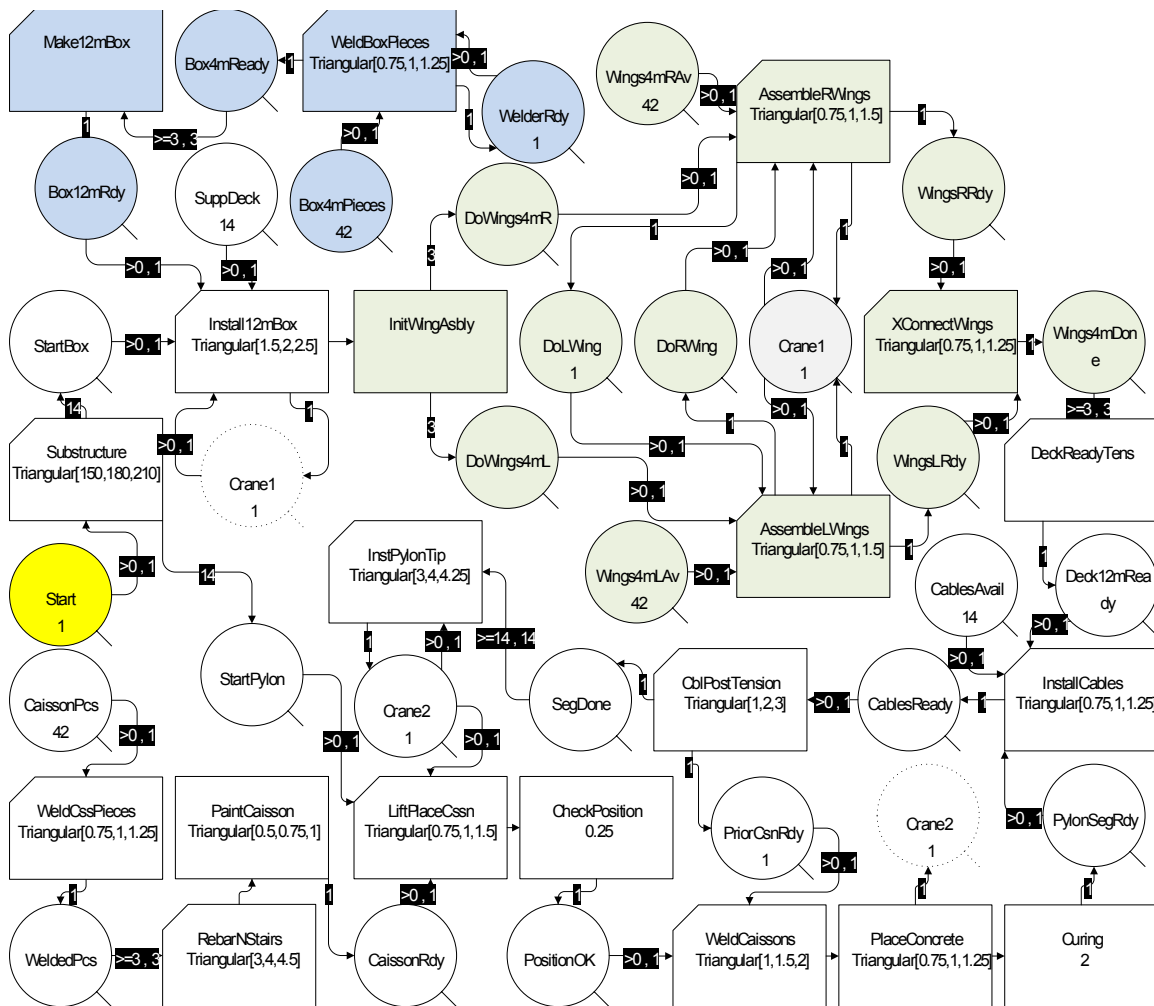 Make12mBox
Box4mReady
WeldBoxPieces
Triangular[0.75,1,1.25]
>0 , 1
1
1
WelderRdy
1
Wings4mRAv
42
>0 , 1
AssembleRWings
Triangular[0.75,1,1.5]
1
1
>=3 , 3
>0 , 1
Box12mRdy
SuppDeck
14
Box4mPieces
42
DoWings4mR
>0 , 1
WingsRRdy
>0 , 1
>0 , 1
3
1
>0 , 1
1
>0 , 1
>0 , 1
StartBox
>0 , 1
Install12mBox
Triangular[1.5,2,2.5]
InitWingAsbly
DoLWing
1
DoRWing
Crane1
1
XConnectWings
Triangular[0.75,1,1.25]
1
Wings4mDon
e
14
>0 , 1
1
3
>0 , 1
1
>0 , 1
1
>0 , 1
>=3 , 3
Substructure
Triangular[150,180,210]
Crane1
1
DoWings4mL
>0 , 1
WingsLRdy
DeckReadyTens
>0 , 1
Start
1
14
InstPylonTip
Triangular[3,4,4.25]
>=14 , 14
Wings4mLAv
42
>0 , 1
AssembleLWings
Triangular[0.75,1,1.5]
1
CablesAvail
14
1
Deck12mRea
dy
>0 , 1
>0 , 1
CaissonPcs
42
>0 , 1
StartPylon
1
>0 , 1
Crane2
1
>0 , 1
>0 , 1
SegDone
1
CblPostTension
Triangular[1,2,3]
>0 , 1
CablesReady
1
InstallCables
Triangular[0.75,1,1.25]
WeldCssPieces
Triangular[0.75,1,1.25]
PaintCaisson
Triangular[0.5,0.75,1]
LiftPlaceCssn
Triangular[0.75,1,1.5]
CheckPosition
0.25
1
PriorCsnRdy
1
>0 , 1
Crane2
1
>0 , 1
PylonSegRdy
1
>0 , 1
1
1
1
WeldedPcs
>=3 , 3
RebarNStairs
Triangular[3,4,4.5]
CaissonRdy
PositionOK
>0 , 1
WeldCaissons
Triangular[1,1.5,2]
PlaceConcrete
Triangular[0.75,1,1.25]
Curing
2